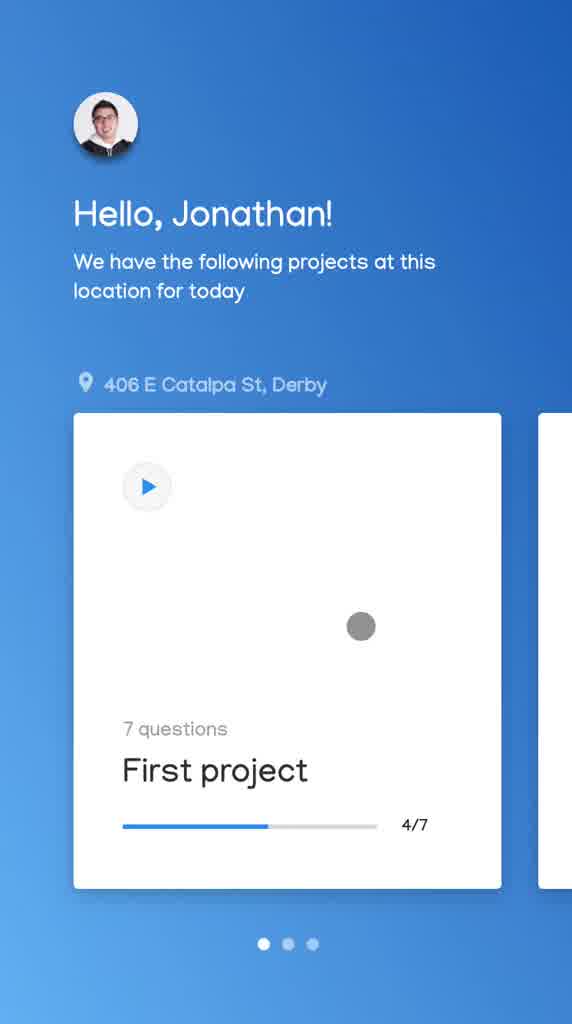 Hello, Jonathan!
We have the following projects at this
location for today
406 E Catalpa St, Derby
7 questions
First project
4/7